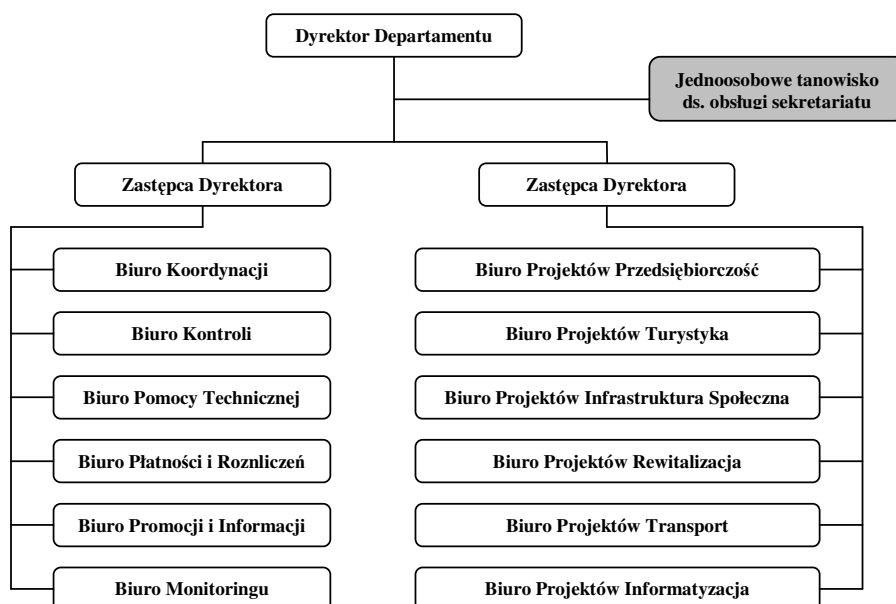 Dyrektor Departamentu
Jednoosobowe tanowisko
ds. obsługi sekretariatu
Zastępca Dyrektora
Zastępca Dyrektora
Biuro Koordynacji
Biuro Projektów Przedsiębiorczość
Biuro Kontroli
Biuro Projektów Turystyka
Biuro Pomocy Technicznej
Biuro Projektów Infrastruktura Społeczna
Biuro Płatności i Roznliczeń
Biuro Projektów Rewitalizacja
Biuro Promocji i Informacji
Biuro Projektów Transport
Biuro Monitoringu
Biuro Projektów Informatyzacja